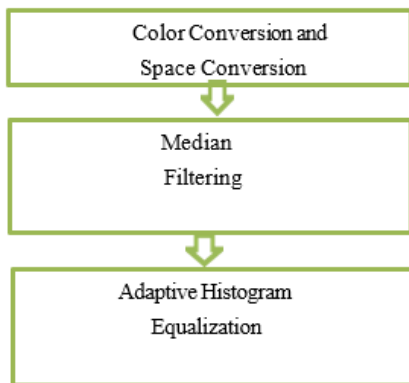 Color Conversion and
Space Conversion
Median
Filtering
Adaptive Histogram
Equalization